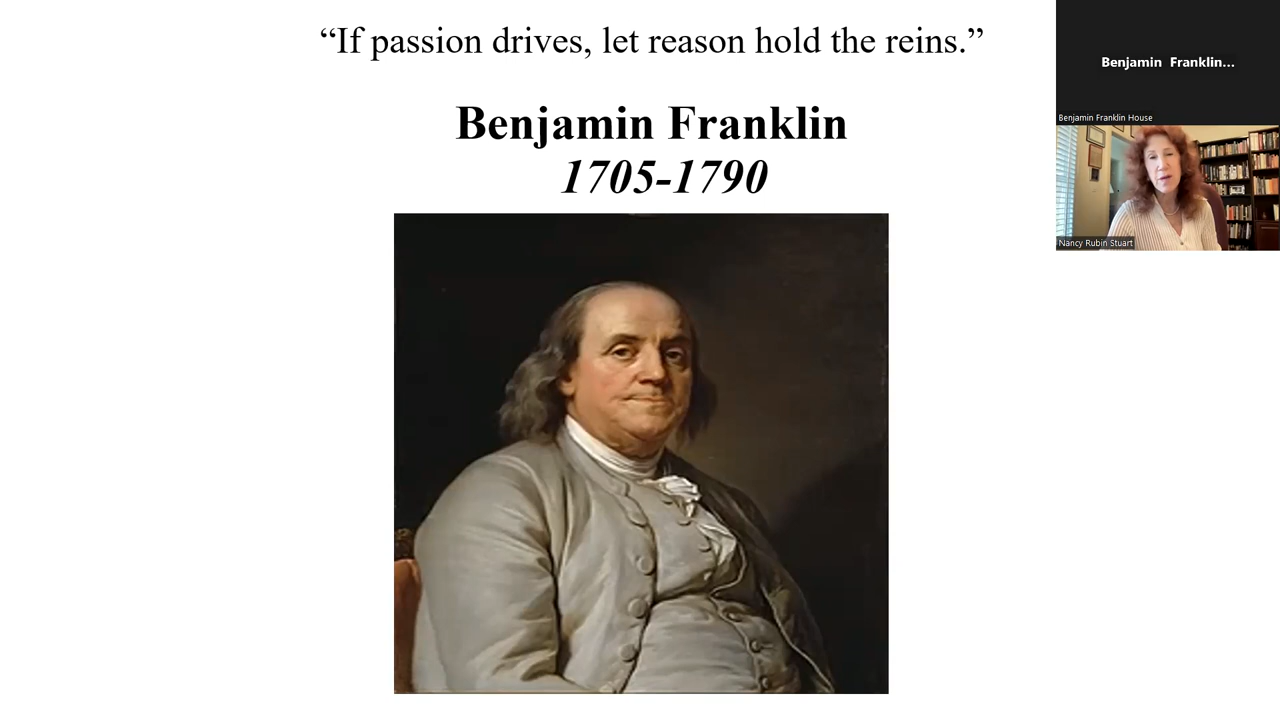 “If passion drives, let reason hold the reins.”
Benjamin Franklin
1705-1790
Benjamin Franklin...
Benjamin Franklin House
Nancy Rubin Stuart